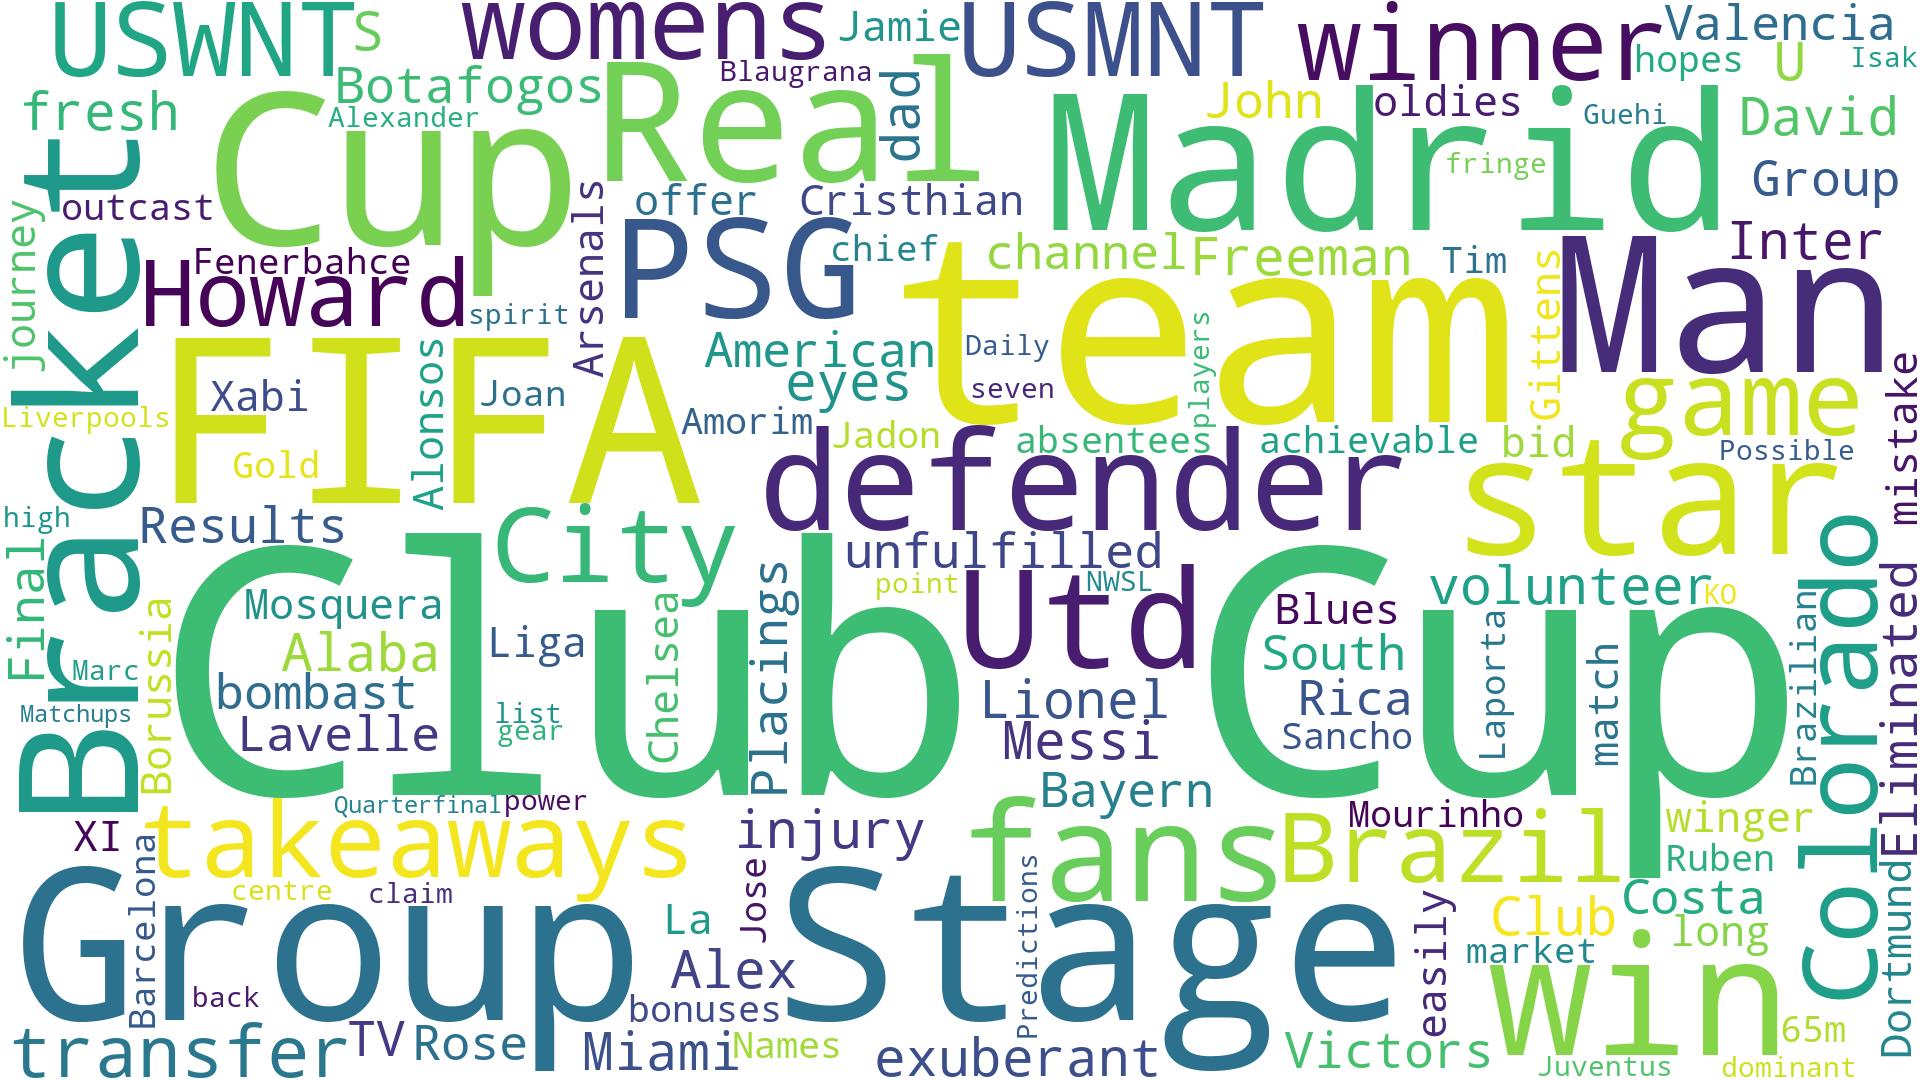 USWNT
S
womens
Jamie
USMNT
winner
Valencia
hopes
U
Isak
fresh
Botafogos
Alexander
Cup
Real
Blaugrana
dad
Madrid
John
oldies
Guehi
David
fringe
Group
Bracket
outcast
journey
Arsenals
offer
Cristhian
PSG
chief
team
channel
Freeman
Tim
Gittens
Man
Inter
Howard
Fenerbahce
spirit
FIFA
Xabi
Alonsos
Joan
American
eyes
Daily
seven
players
game
mistake
Liverpools
Gold
Amorim
Jadon
absentees
achievable
bid
Possible
defender
star
high
Results
City
unfulfilled
point
NWSL
Utd
volunteer
KO
Final
Mosquera
Alaba
Liga
Chelsea
Placings
Blues
South
Laporta
match
Brazilian
Colorado
Eliminated
Marc
Matchups
Borussia
bombast
Lavelle
list
gear
Club Cup
Lionel
Messi
Rica
Sancho
Bayern
Quarterfinal
power
XI
takeaways
injury
fans
Brazil
Mourinho
winger
Ruben
centre
claim
Jose
Predictions
Costa
Club
long
market
easily
Group Stage
Barcelona
back
La
Alex
bonuses
win
Dortmund
transfer
TV
Rose
Miami
Names
exuberant
Victors
65m
Juventus
dominant